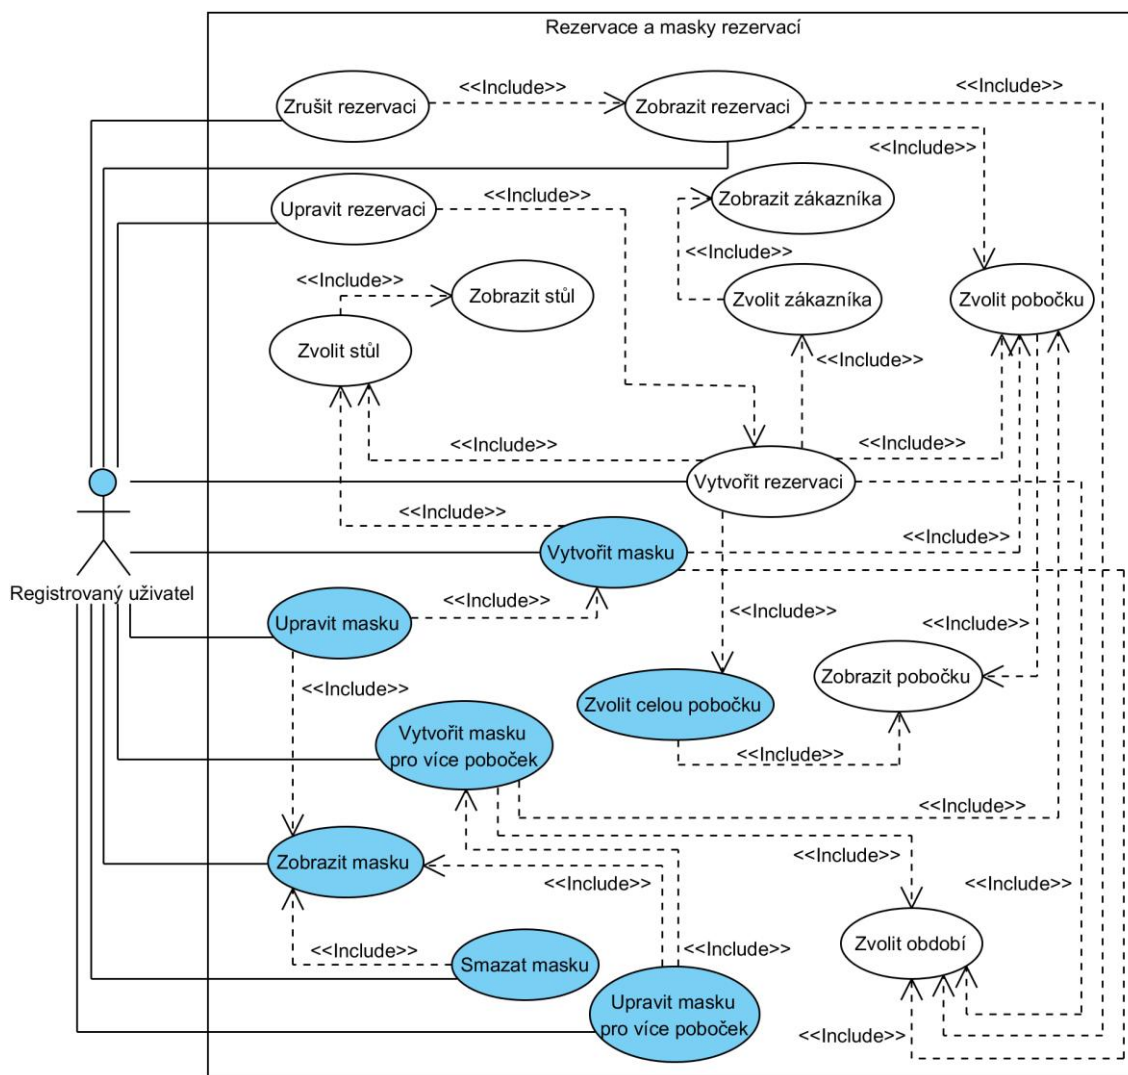 Rezervace a masky rezervací
Zrušit rezervaci
<<Include>>
Zobrazit rezervaci
<<Include>>
<<Include>>
Upravit rezervaci
<<Include>>
Zobrazit zákazníka
<<Include>>
<<Include>>
Zobrazit stůl
Zvolit zákazníka
Zvolit pobočku
Zvolit stůl
<<Include>>
<<Include>>
<<Include>>
Vytvořit rezervaci
<<Include>>
<<Include>>
Vytvořit masku
<<Include>>
Registrovaný uživatel
Upravit masku
<<Include>>
<<Include>>
<<Include>>
<<Include>>
Zvolit celou pobočku
Zobrazit pobočku
Vytvořit masku
pro více poboček
<<Include>>
<<Include>>
Zobrazit masku
<<Include>>
<<Include>>
<<Include>>
<<Include>>
Smazat masku
Zvolit období
Upravit masku
pro více poboček
<<Include>>